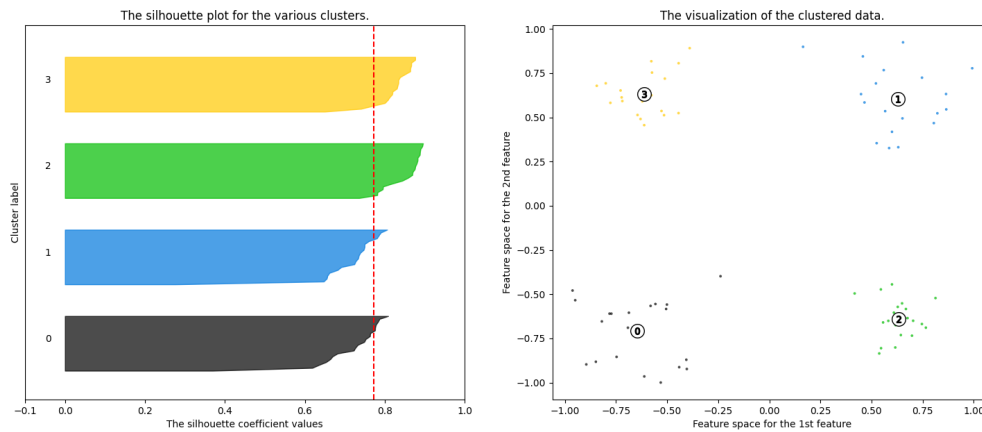 The silhouette plot for the various clusters.
3
2
1
0
Cluster label
−0.1 0.0 0.2 0.4 0.6 0.8 1.0
The silhouette coefficient values
The visualization of the clustered data.
1.00
0.75
0.50
0.25
0.00
−0.25
−0.50
−0.75
−1.00
Feature space for the 2nd feature
3
1
2
0
−1.00 −0.75 −0.50 −0.25 0.00 0.25 0.50 0.75 1.00
Feature space for the 1st feature